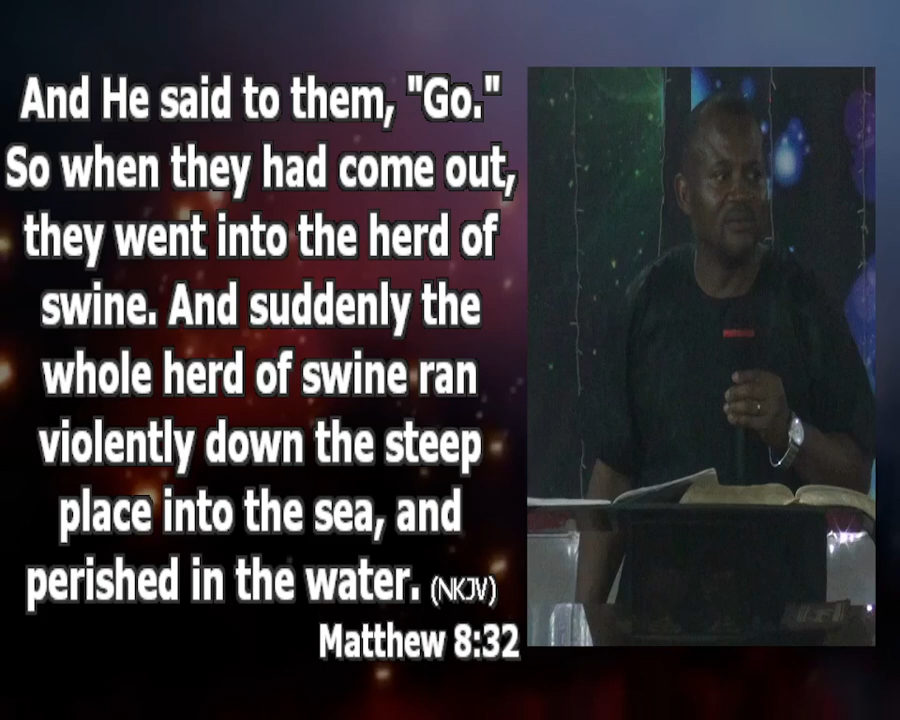 And He said to them, "Go."
So when they had come out,
they went into the herd of
swine. And suddenly the
whole herd of swine ran
violently down the steep
place into the sea, and
perished in the water. (NKJV)
Matthew 8:32